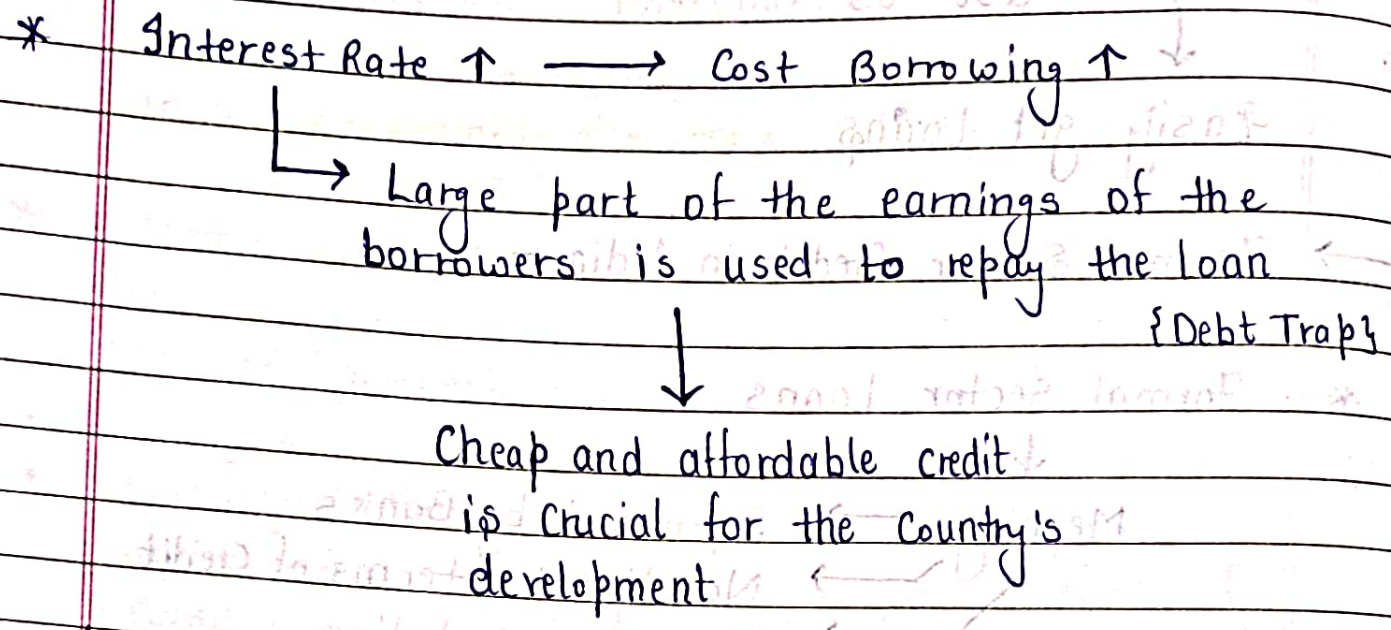 * Interest Rate ↑ → Cost Borrowing ↑
Large part of the earnings of the
borrowers is used to repay the loan
{Debt Trap}
Cheap and affordable credit
is crucial for the Country's
development